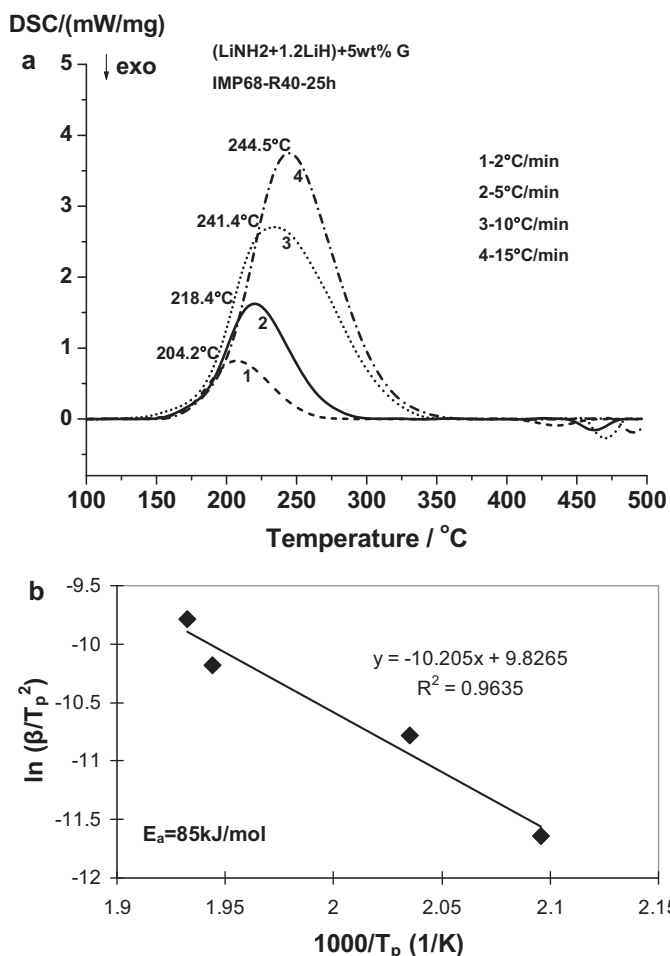 DSC/(mW/mg)
a
exo
(LiNH2+1.2LiH)+5wt% G
IMP68-R40-25h
5
4
3
2
1
0
244.5°C
4
241.4°C
3
218.4°C
2
204.2°C
1
1-2°C/min
2-5°C/min
3-10°C/min
4-15°C/min
100 150 200 250 300 350 400 450 500
Temperature / °C
b
-9.5
-10
-10.5
-11
-11.5
-12
ln (β/Tp²)
y = -10.205x + 9.8265
R² = 0.9635
Ea=85kJ/mol
1.9 1.95 2 2.05 2.1 2.15
1000/Tp (1/K)